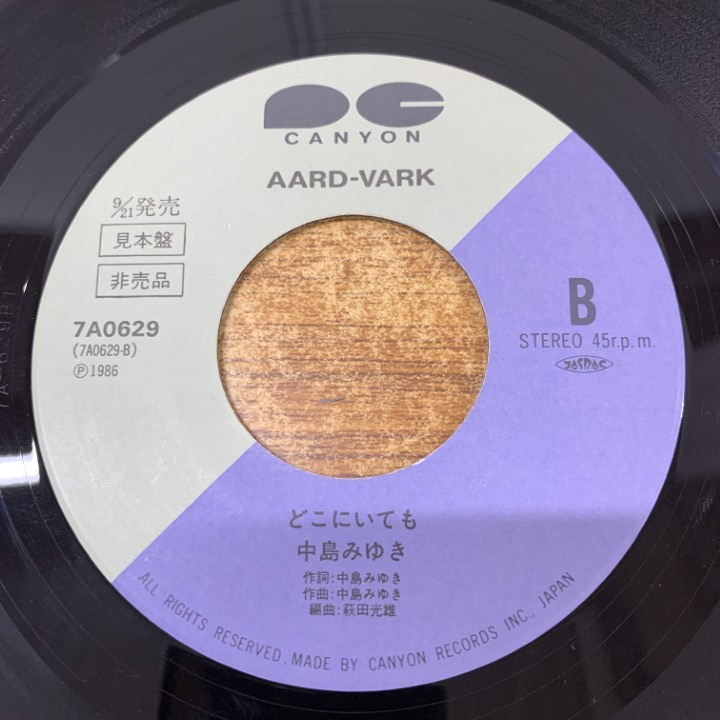 PC
CANYON
AARD-VARK
9/21発売
見本盤
非売品
7A0629
(7A0629-B)
Ⓟ1986
B
STEREO 45r.p.m.
JASRAC
どこにいても
中島みゆき
作詞:中島みゆき
作曲:中島みゆき
編曲:萩田光雄
ALL RIGHTS RESERVED. MADE BY CANYON RECORDS INC., JAPAN